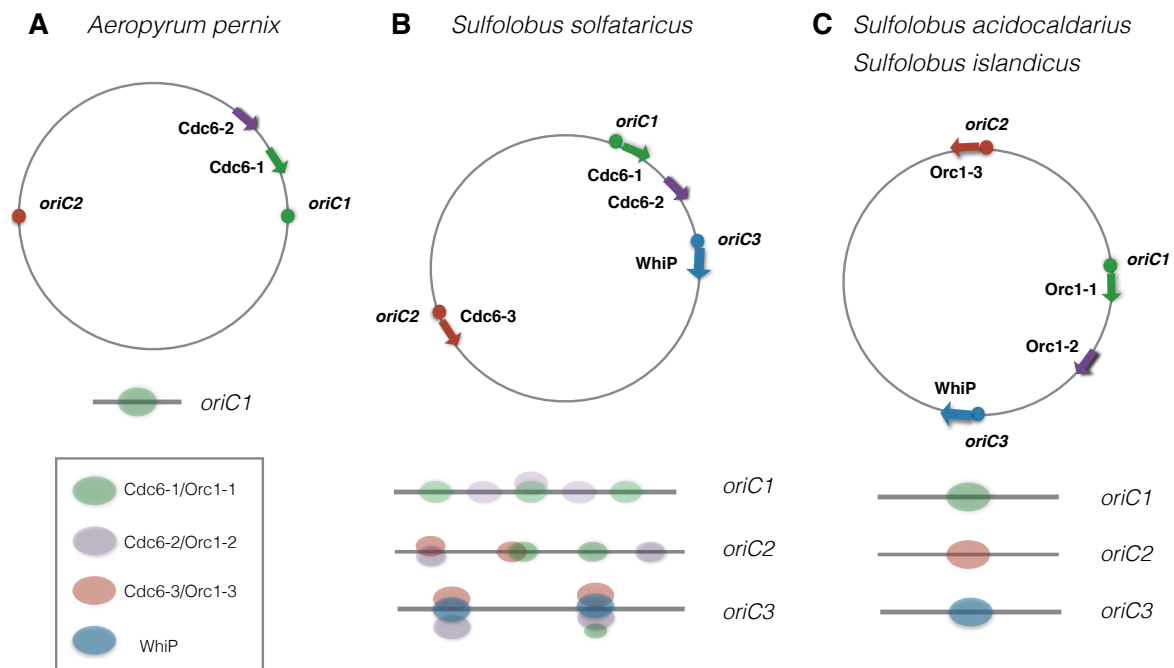 A
Aeropyrum pernix
Cdc6-2
Cdc6-1
oriC2
oriC1
oriC1
Cdc6-1/Orc1-1
Cdc6-2/Orc1-2
Cdc6-3/Orc1-3
WhiP
B
Sulfolobus solfataricus
oriC1
Cdc6-1
Cdc6-2
oriC3
WhiP
oriC2
Cdc6-3
oriC1
oriC2
oriC3
C
Sulfolobus acidocaldarius
Sulfolobus islandicus
oriC2
Orc1-3
oriC1
Orc1-1
Orc1-2
WhiP
oriC3
oriC1
oriC2
oriC3